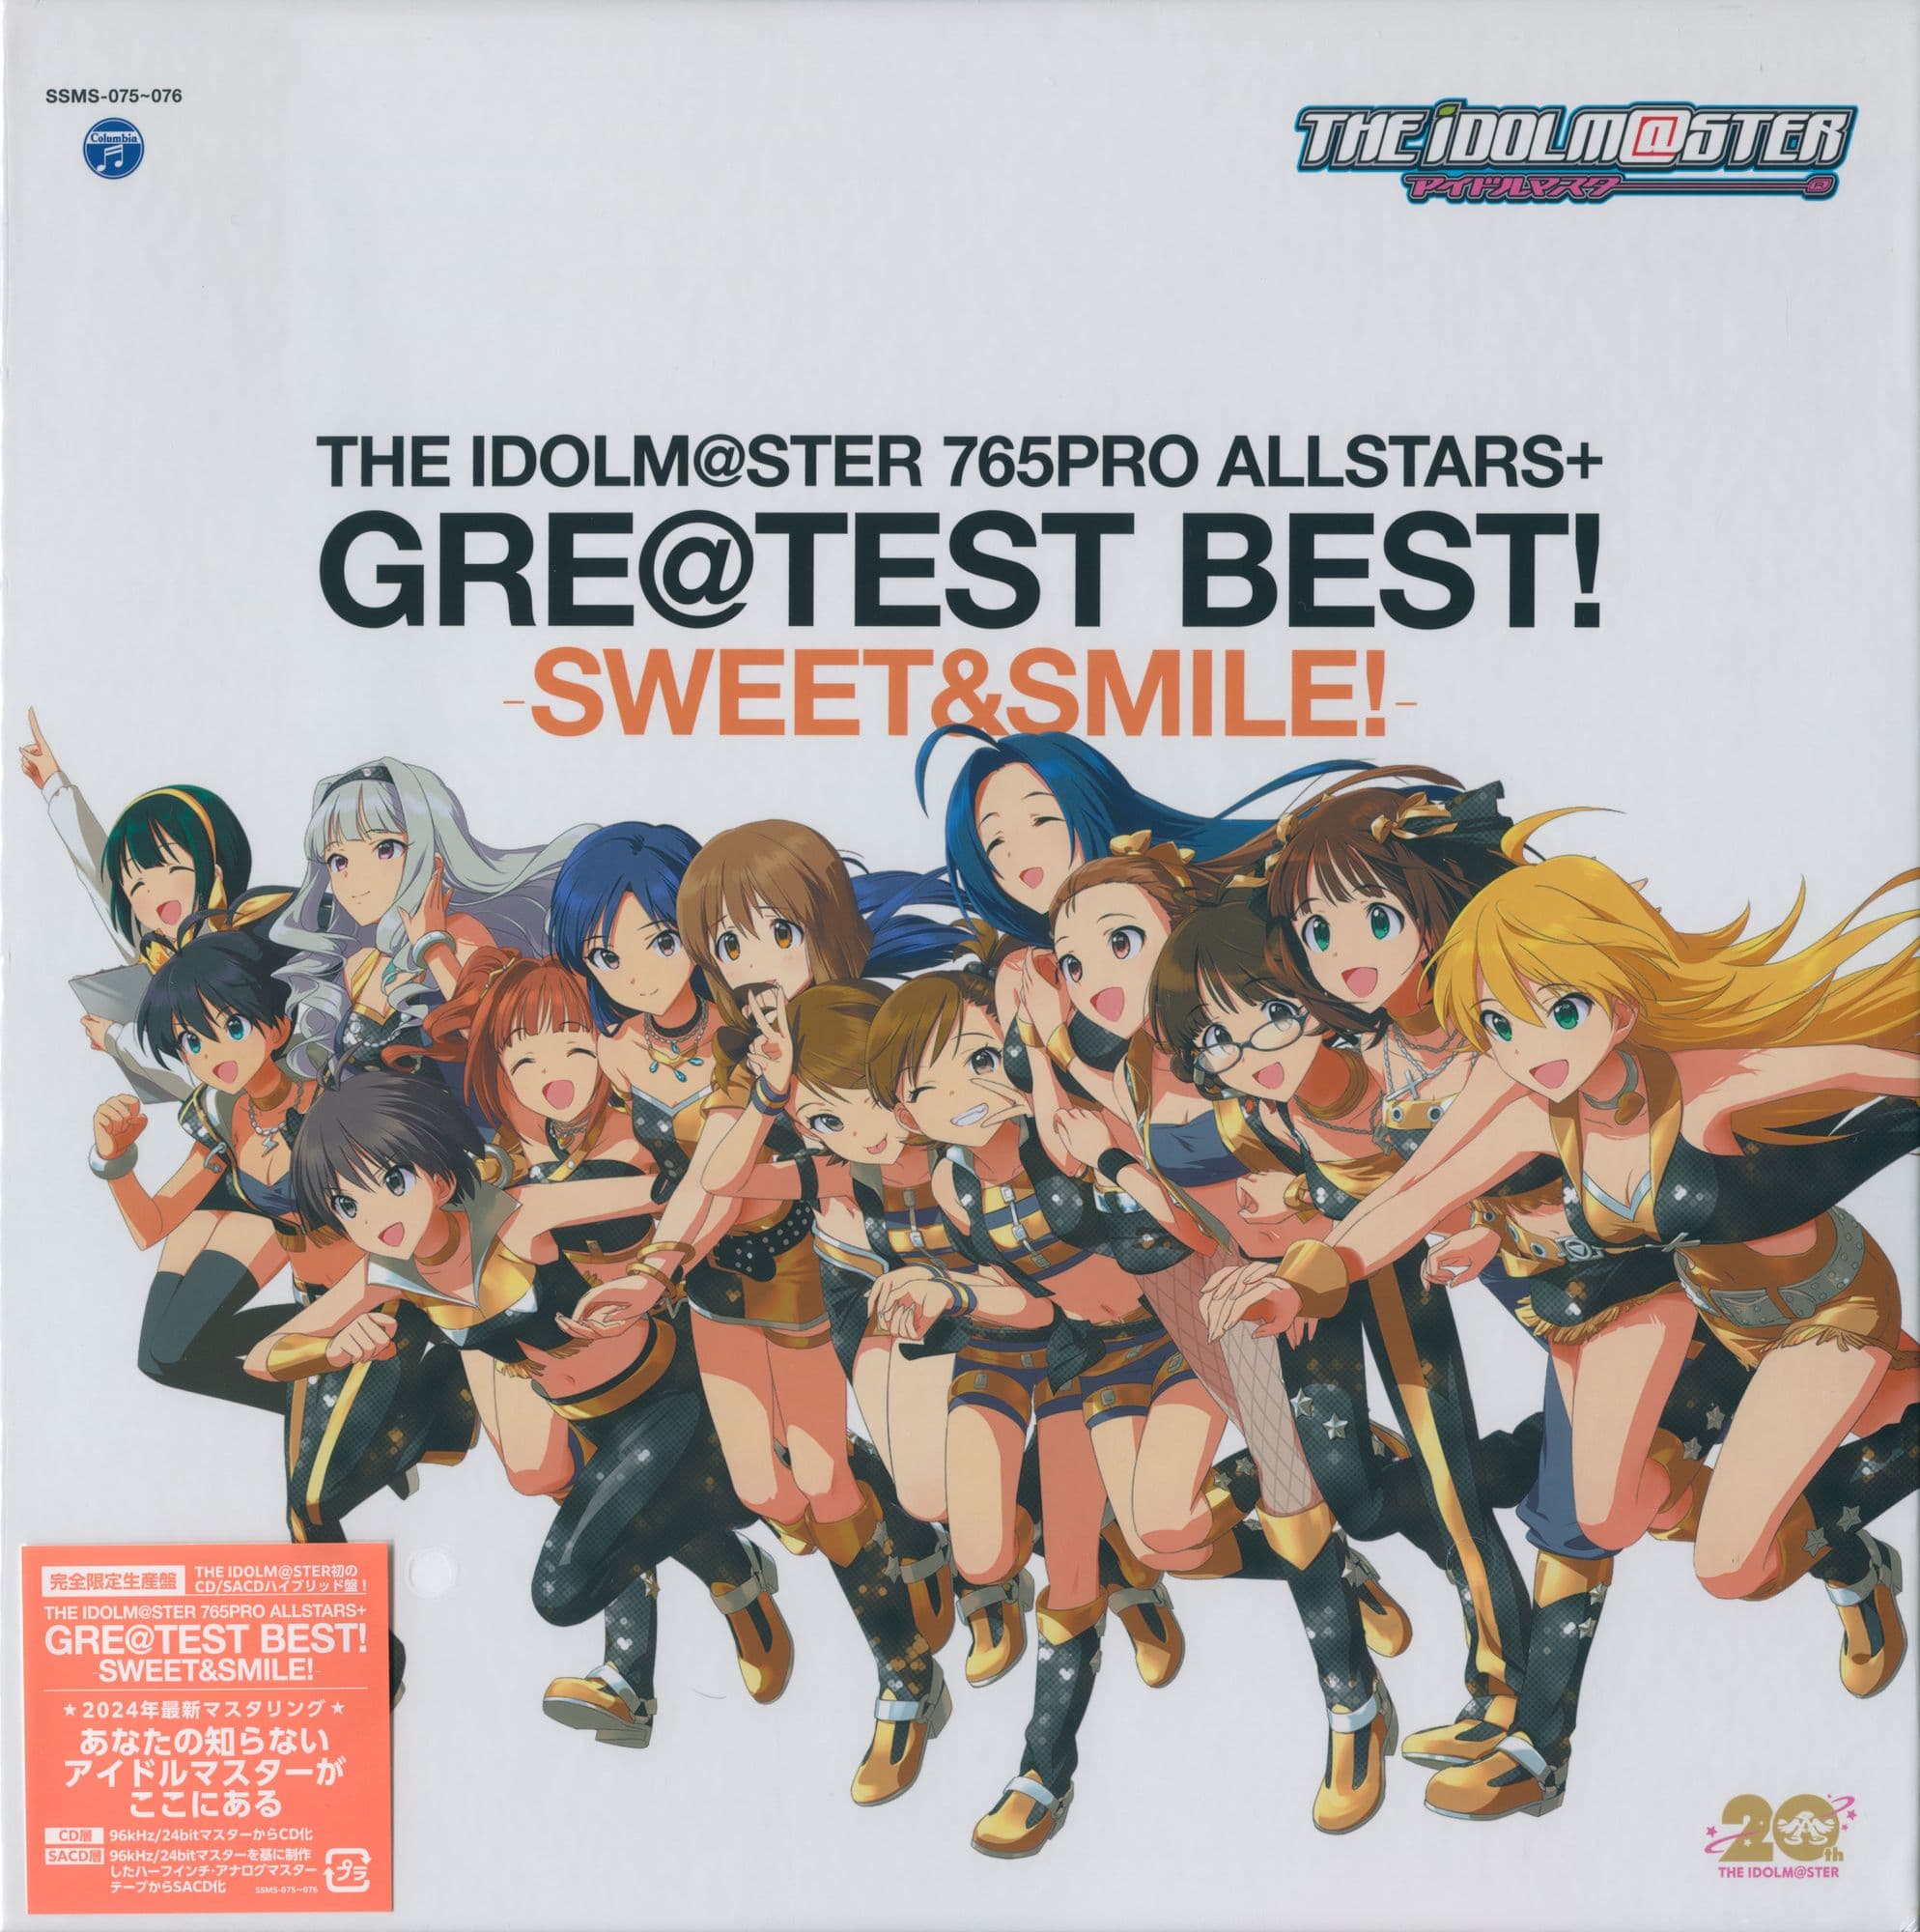 SSMS-075~076
Columbia
THE iDOLM@STER
アイドルマスター
THE IDOLM@STER 765PRO ALLSTARS+
GRE@TEST BEST!
-SWEET&SMILE!-
完全限定生産盤
THE IDOLM@STER初の
CD/SACDハイブリッド盤!
THE IDOLM@STER 765PRO ALLSTARS+
GRE@TEST BEST!
-SWEET&SMILE!-
★2024年最新マスタリング★
あなたの知らない
アイドルマスターが
ここにある
CD層 96kHz/24bitマスターからCD化
SACD層 96kHz/24bitマスターを基に制作
したハーフインチ・アナログマスター
テープからSACD化
SSMS-075~076
プラ
20th
THE IDOLM@STER